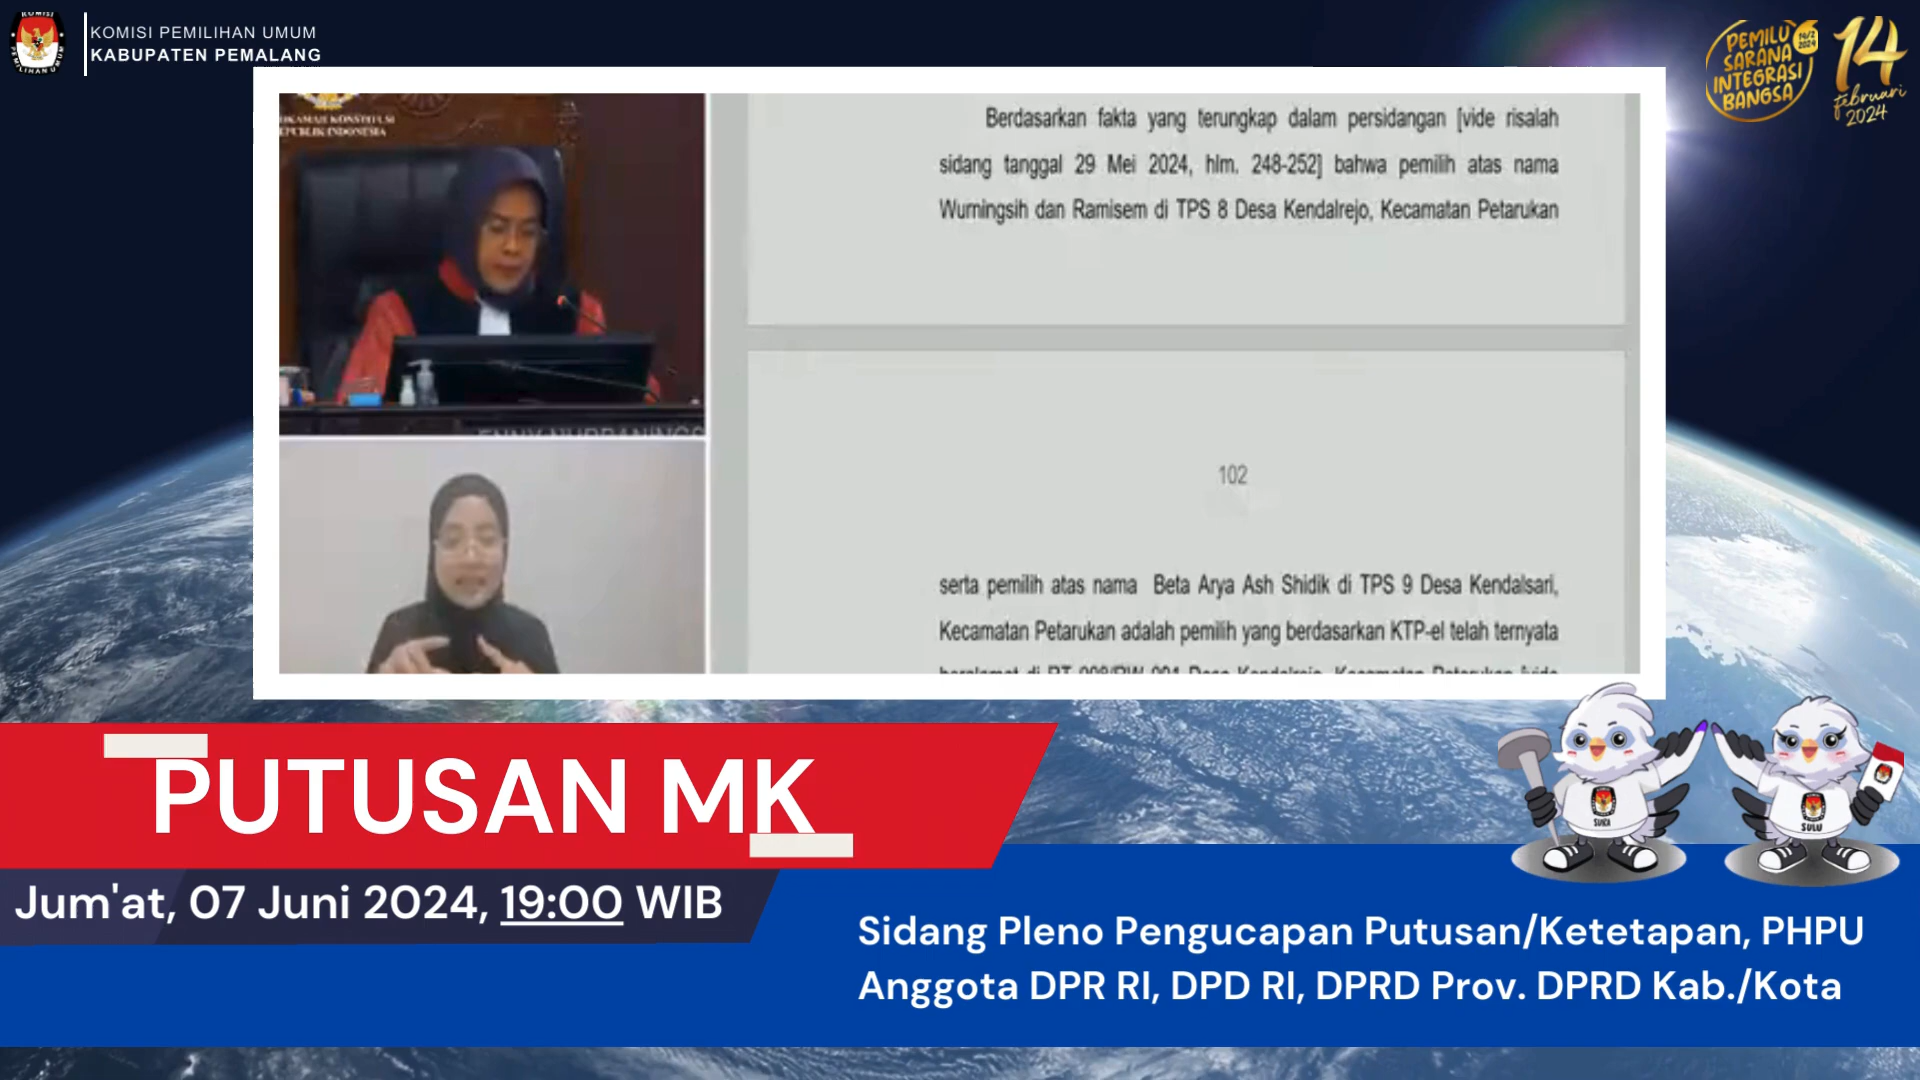 KOMISI PEMILIHAN UMUM
KABUPATEN PEMALANG
PEMILU
SARANA
INTEGRASI
BANGSA
14
Februari
2024
Berdasarkan fakta yang terungkap dalam persidangan [vide risalah
sidang tanggal 29 Mei 2024, hlm. 248-252] bahwa pemilih atas nama
Wurningsih dan Ramisem di TPS 8 Desa Kendalrejo, Kecamatan Petarukan
102
serta pemilih atas nama Beta Arya Ash Shidik di TPS 9 Desa Kendalsari,
Kecamatan Petarukan adalah pemilih yang berdasarkan KTP-el telah ternyata
PUTUSAN MK
Jum'at, 07 Juni 2024, 19:00 WIB
SURA
SULU
Sidang Pleno Pengucapan Putusan/Ketetapan, PHPU
Anggota DPR RI, DPD RI, DPRD Prov. DPRD Kab./Kota